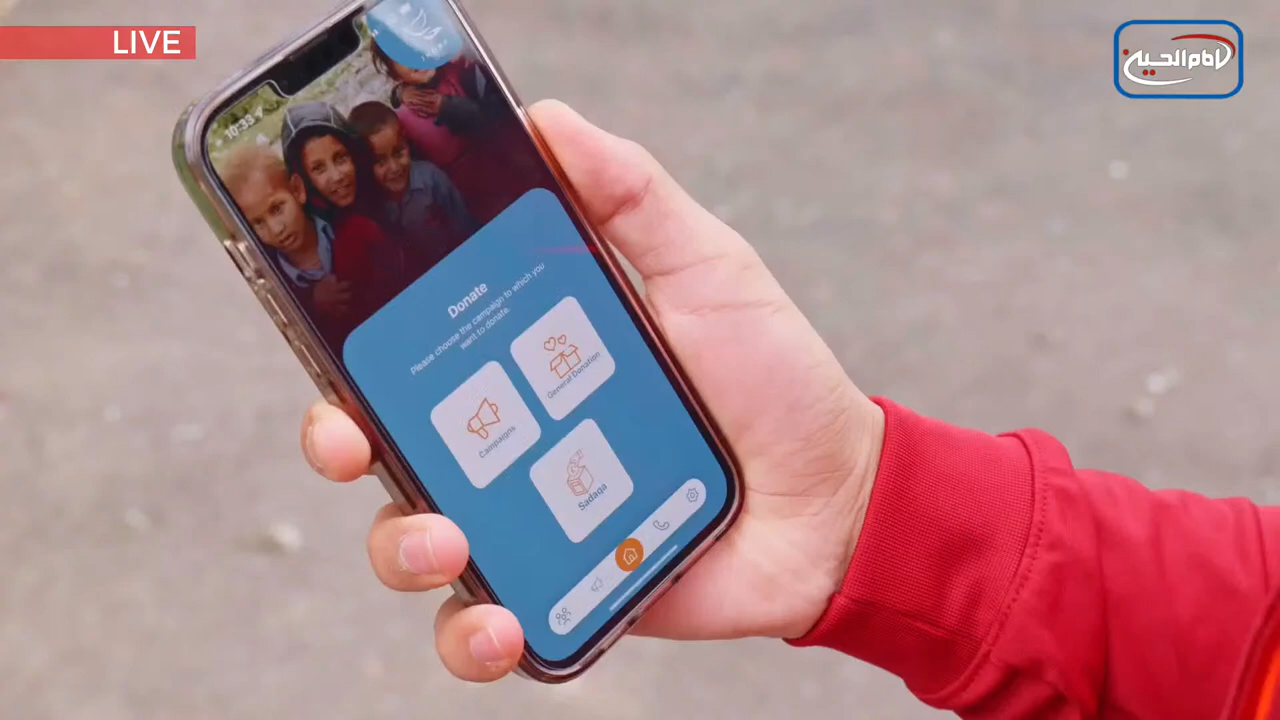 LIVE
الإمام الحسين
10:33
Donate
Please choose the campaign to which you
want to donate.
Campaigns
General Donation
Sadaqa